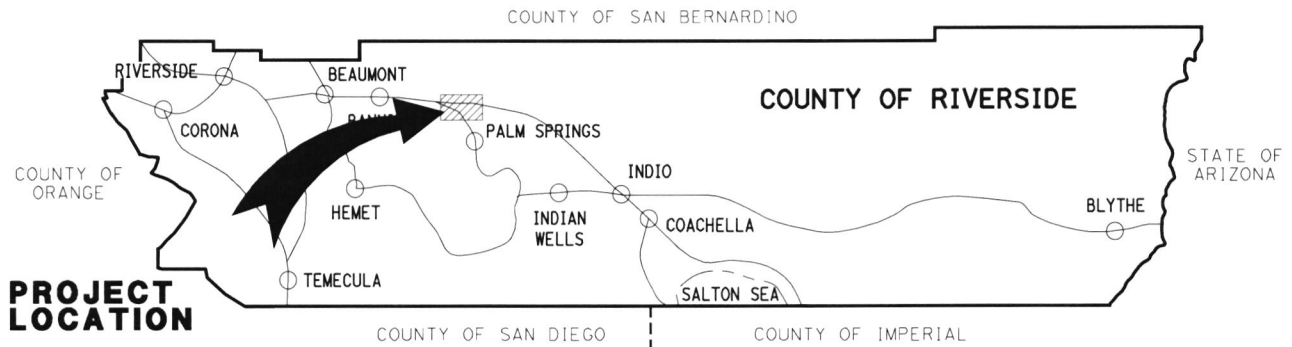 COUNTY OF SAN BERNARDINO
RIVERSIDE
BEAUMONT
COUNTY OF RIVERSIDE
CORONA
PALM SPRINGS
COUNTY OF
ORANGE
STATE OF
ARIZONA
INDIO
HEMET
INDIAN
WELLS
COACHELLA
BLYTHE
TEMECULA
SALTON SEA
PROJECT
LOCATION
COUNTY OF SAN DIEGO
COUNTY OF IMPERIAL